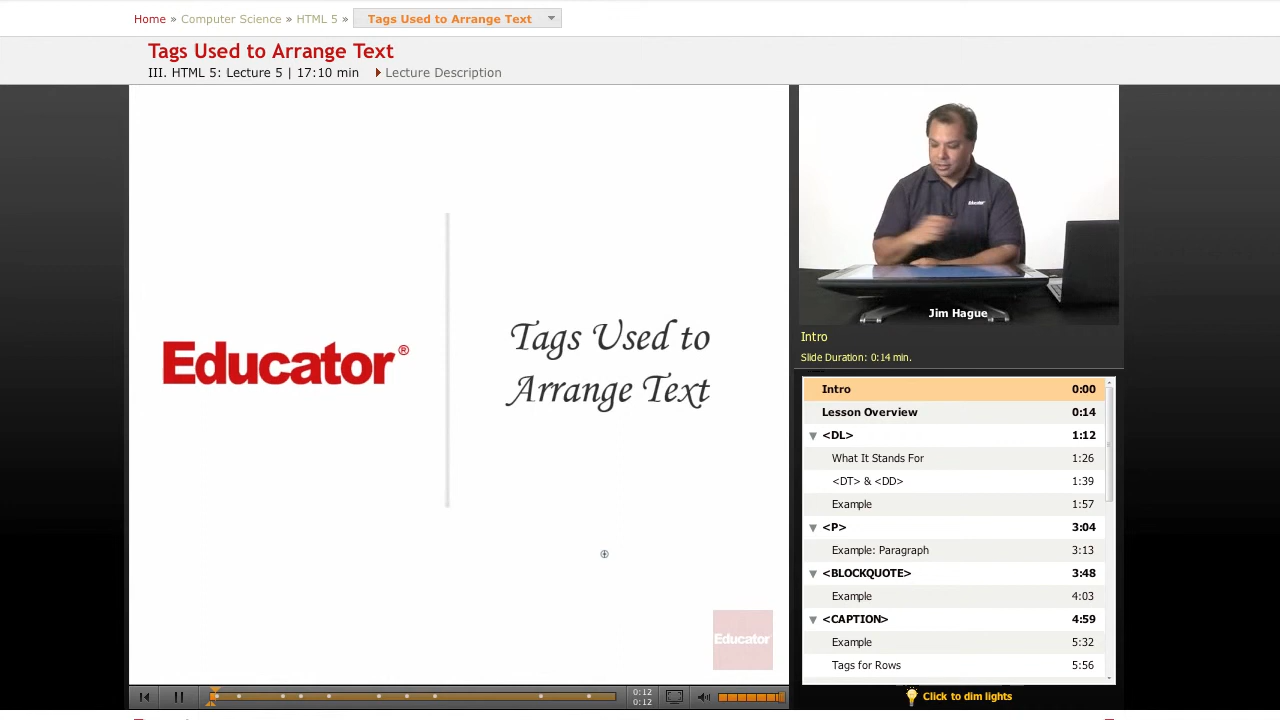 Home » Computer Science » HTML 5 » Tags Used to Arrange Text
Tags Used to Arrange Text
III. HTML 5: Lecture 5 | 17:10 min Lecture Description
Educator®
Tags Used to
Arrange Text
Educator
0:12
0:12
Educator
Jim Hague
Intro
Slide Duration: 0:14 min.
Intro 0:00
Lesson Overview 0:14
<DL> 1:12
What It Stands For 1:26
<DT> & <DD> 1:39
Example 1:57
<P> 3:04
Example: Paragraph 3:13
<BLOCKQUOTE> 3:48
Example 4:03
<CAPTION> 4:59
Example 5:32
Tags for Rows 5:56
Click to dim lights